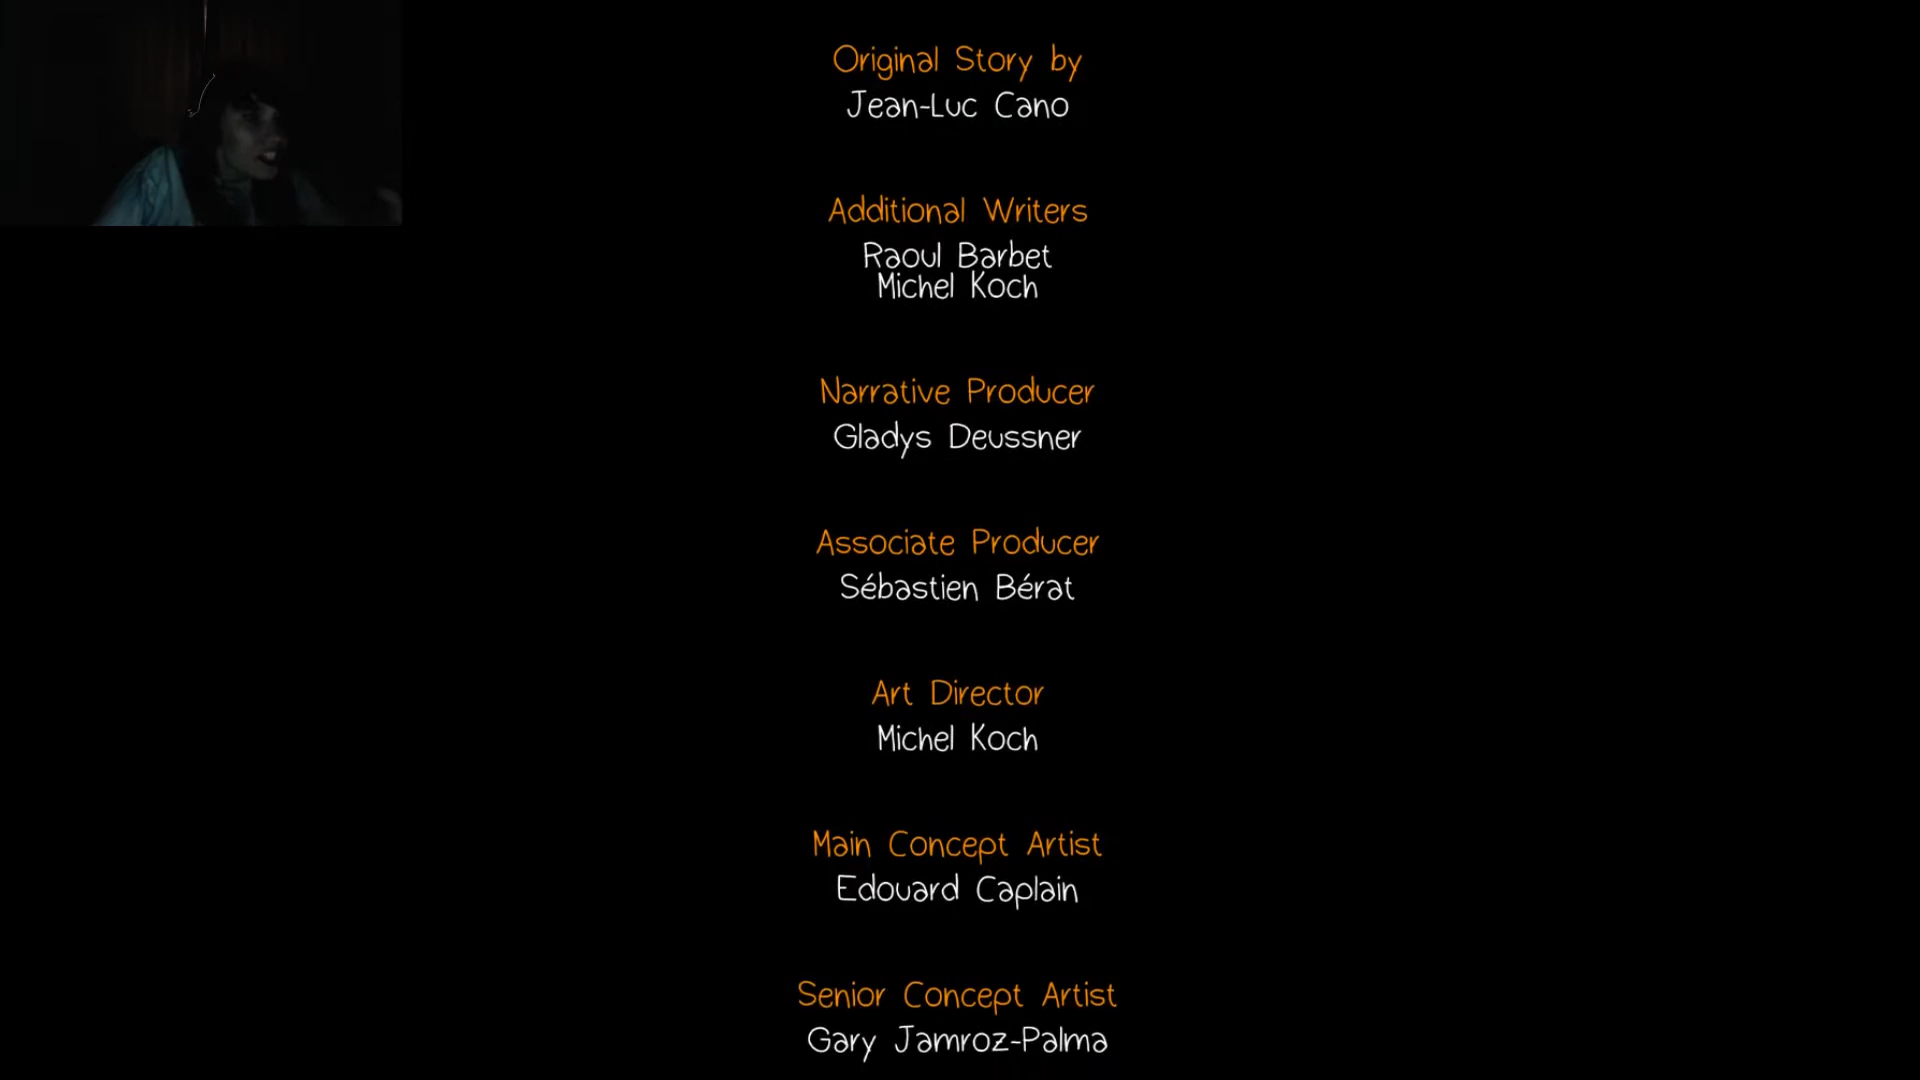 Original Story by
Jean-Luc Cano
Additional Writers
Raoul Barbet
Michel Koch
Narrative Producer
Gladys Deussner
Associate Producer
Sébastien Bérat
Art Director
Michel Koch
Main Concept Artist
Edouard Caplain
Senior Concept Artist
Gary Jamroz-Palma